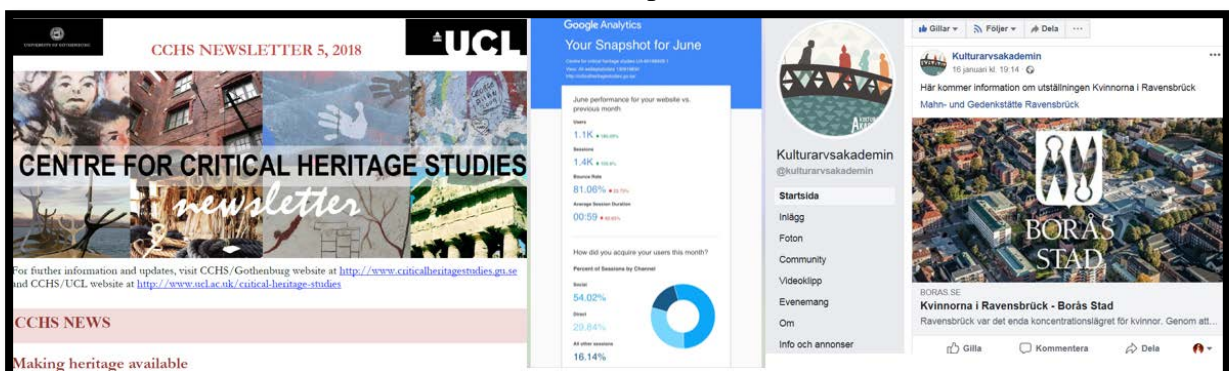 UNIVERSITY OF GOTHENBURG
CCHS NEWSLETTER 5, 2018
UCL
CENTRE FOR CRITICAL HERITAGE STUDIES
newsletter
For further information and updates, visit CCHS/Gothenburg website at http://www.criticalheritagestudies.gu.se
and CCHS/UCL website at http://www.ucl.ac.uk/critical-heritage-studies
CCHS NEWS
Making heritage available
Google Analytics
Your Snapshot for June
June performance for your website vs.
previous month
Users
1.1K
Sessions
1.4K
Bounce Rate
81.06%
Average Session Duration
00:59
How did you acquire your users this month?
Percent of Sessions by Channel
Social
54.02%
Direct
29.84%
All other sessions
16.14%
Kulturarvsakademin
@kulturarvsakademin
Startsida
Inlägg
Foton
Community
Videoklipp
Evenemang
Om
Info och annonser
Gillar Följer Dela
Kulturarvsakademin
16 januari kl. 19:14
Här kommer information om utställningen Kvinnorna i Ravensbrück
Mahn- und Gedenkstätte Ravensbrück
BORÅS
STAD
BORAS.SE
Kvinnorna i Ravensbrück - Borås Stad
Ravensbrück var det enda koncentrationslägret för kvinnor. Genom att...
Gilla Kommentera Dela